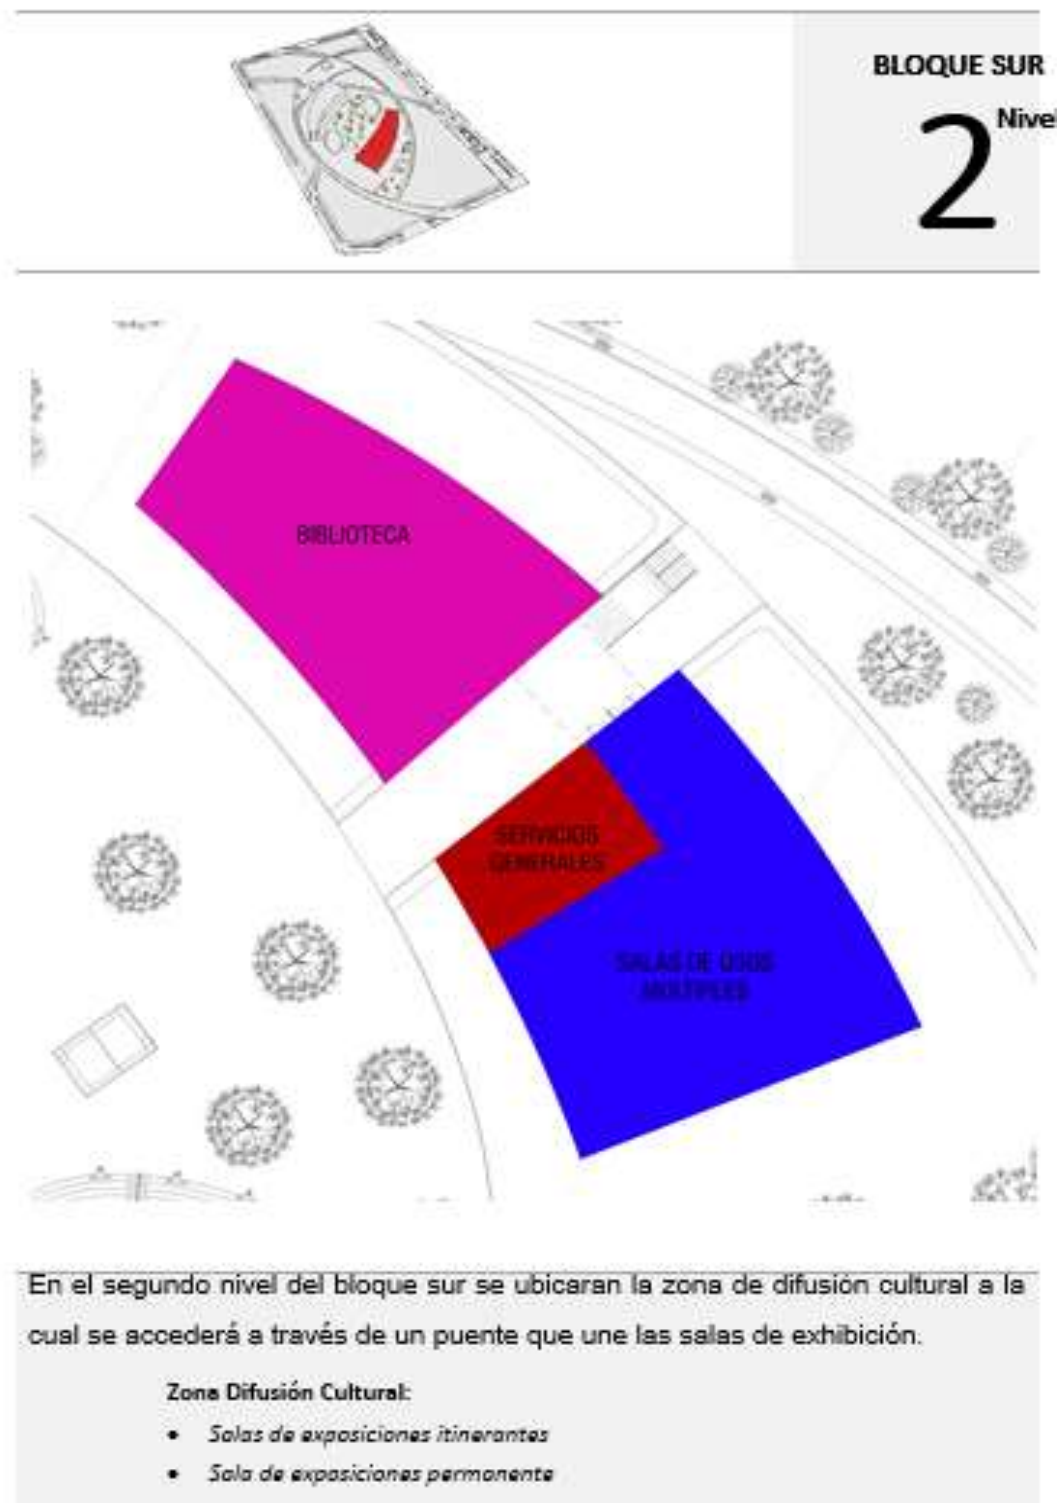 BLOQUE SUR
2 Nivel
BIBLIOTECA
SERVICIOS
GENERALES
SALAS DE USOS
MULTIPLES
En el segundo nivel del bloque sur se ubicaran la zona de difusión cultural a la
cual se accederá a través de un puente que une las salas de exhibición.
Zona Difusión Cultural:
• Salas de exposiciones itinerantes
• Sala de exposiciones permanente